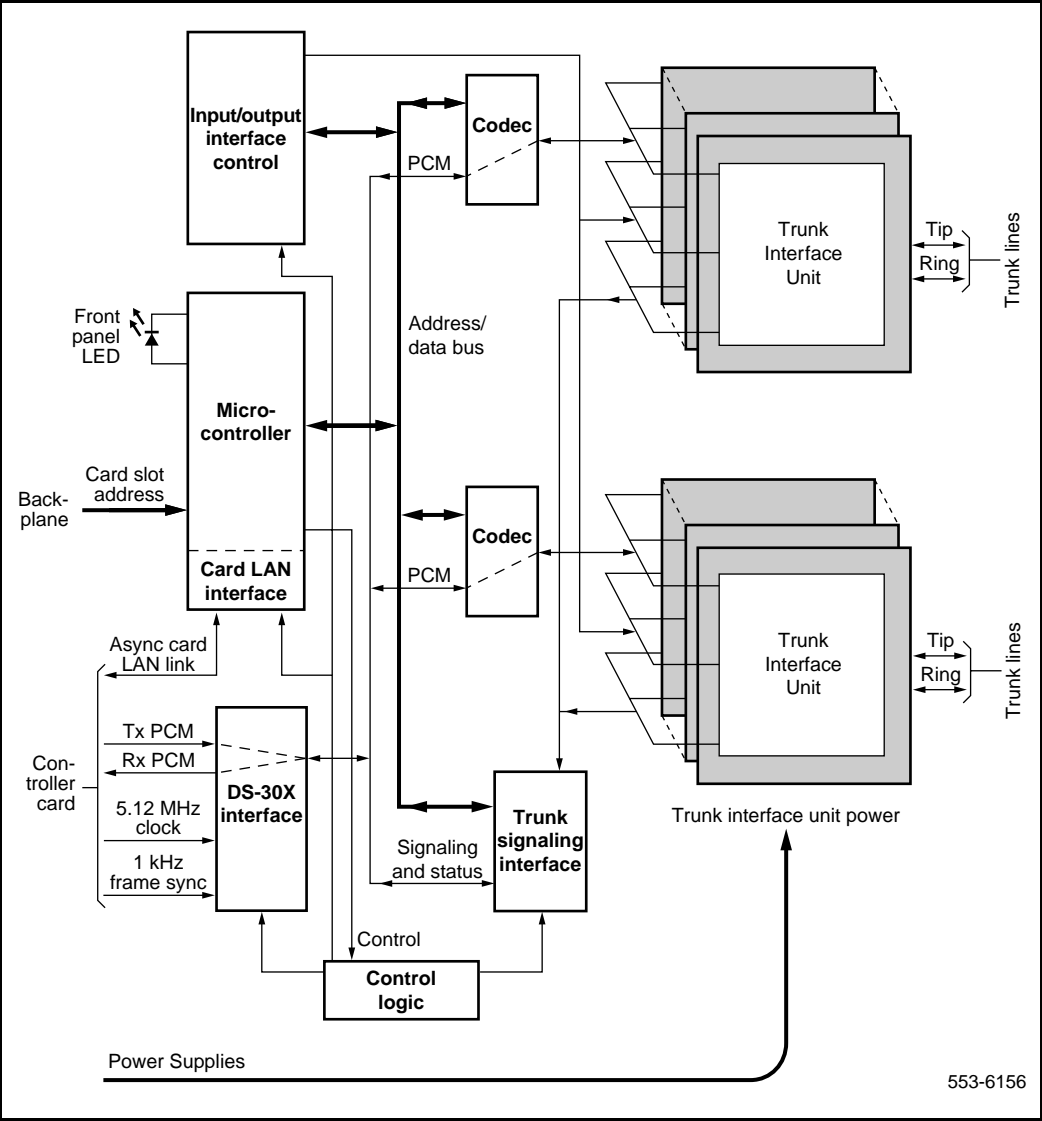 Input/output
interface
control
Codec
PCM
Trunk
Interface
Unit
Tip
Ring
Trunk lines
Front
panel
LED
Address/
data bus
Micro-
controller
Card slot
address
Back-
plane
Card LAN
interface
Codec
PCM
Trunk
Interface
Unit
Tip
Ring
Trunk lines
Async card
LAN link
Tx PCM
Rx PCM
Con-
troller
card
5.12 MHz
clock
1 kHz
frame sync
DS-30X
interface
Signaling
and status
Trunk
signaling
interface
Trunk interface unit power
Control
Control
logic
Power Supplies
553-6156